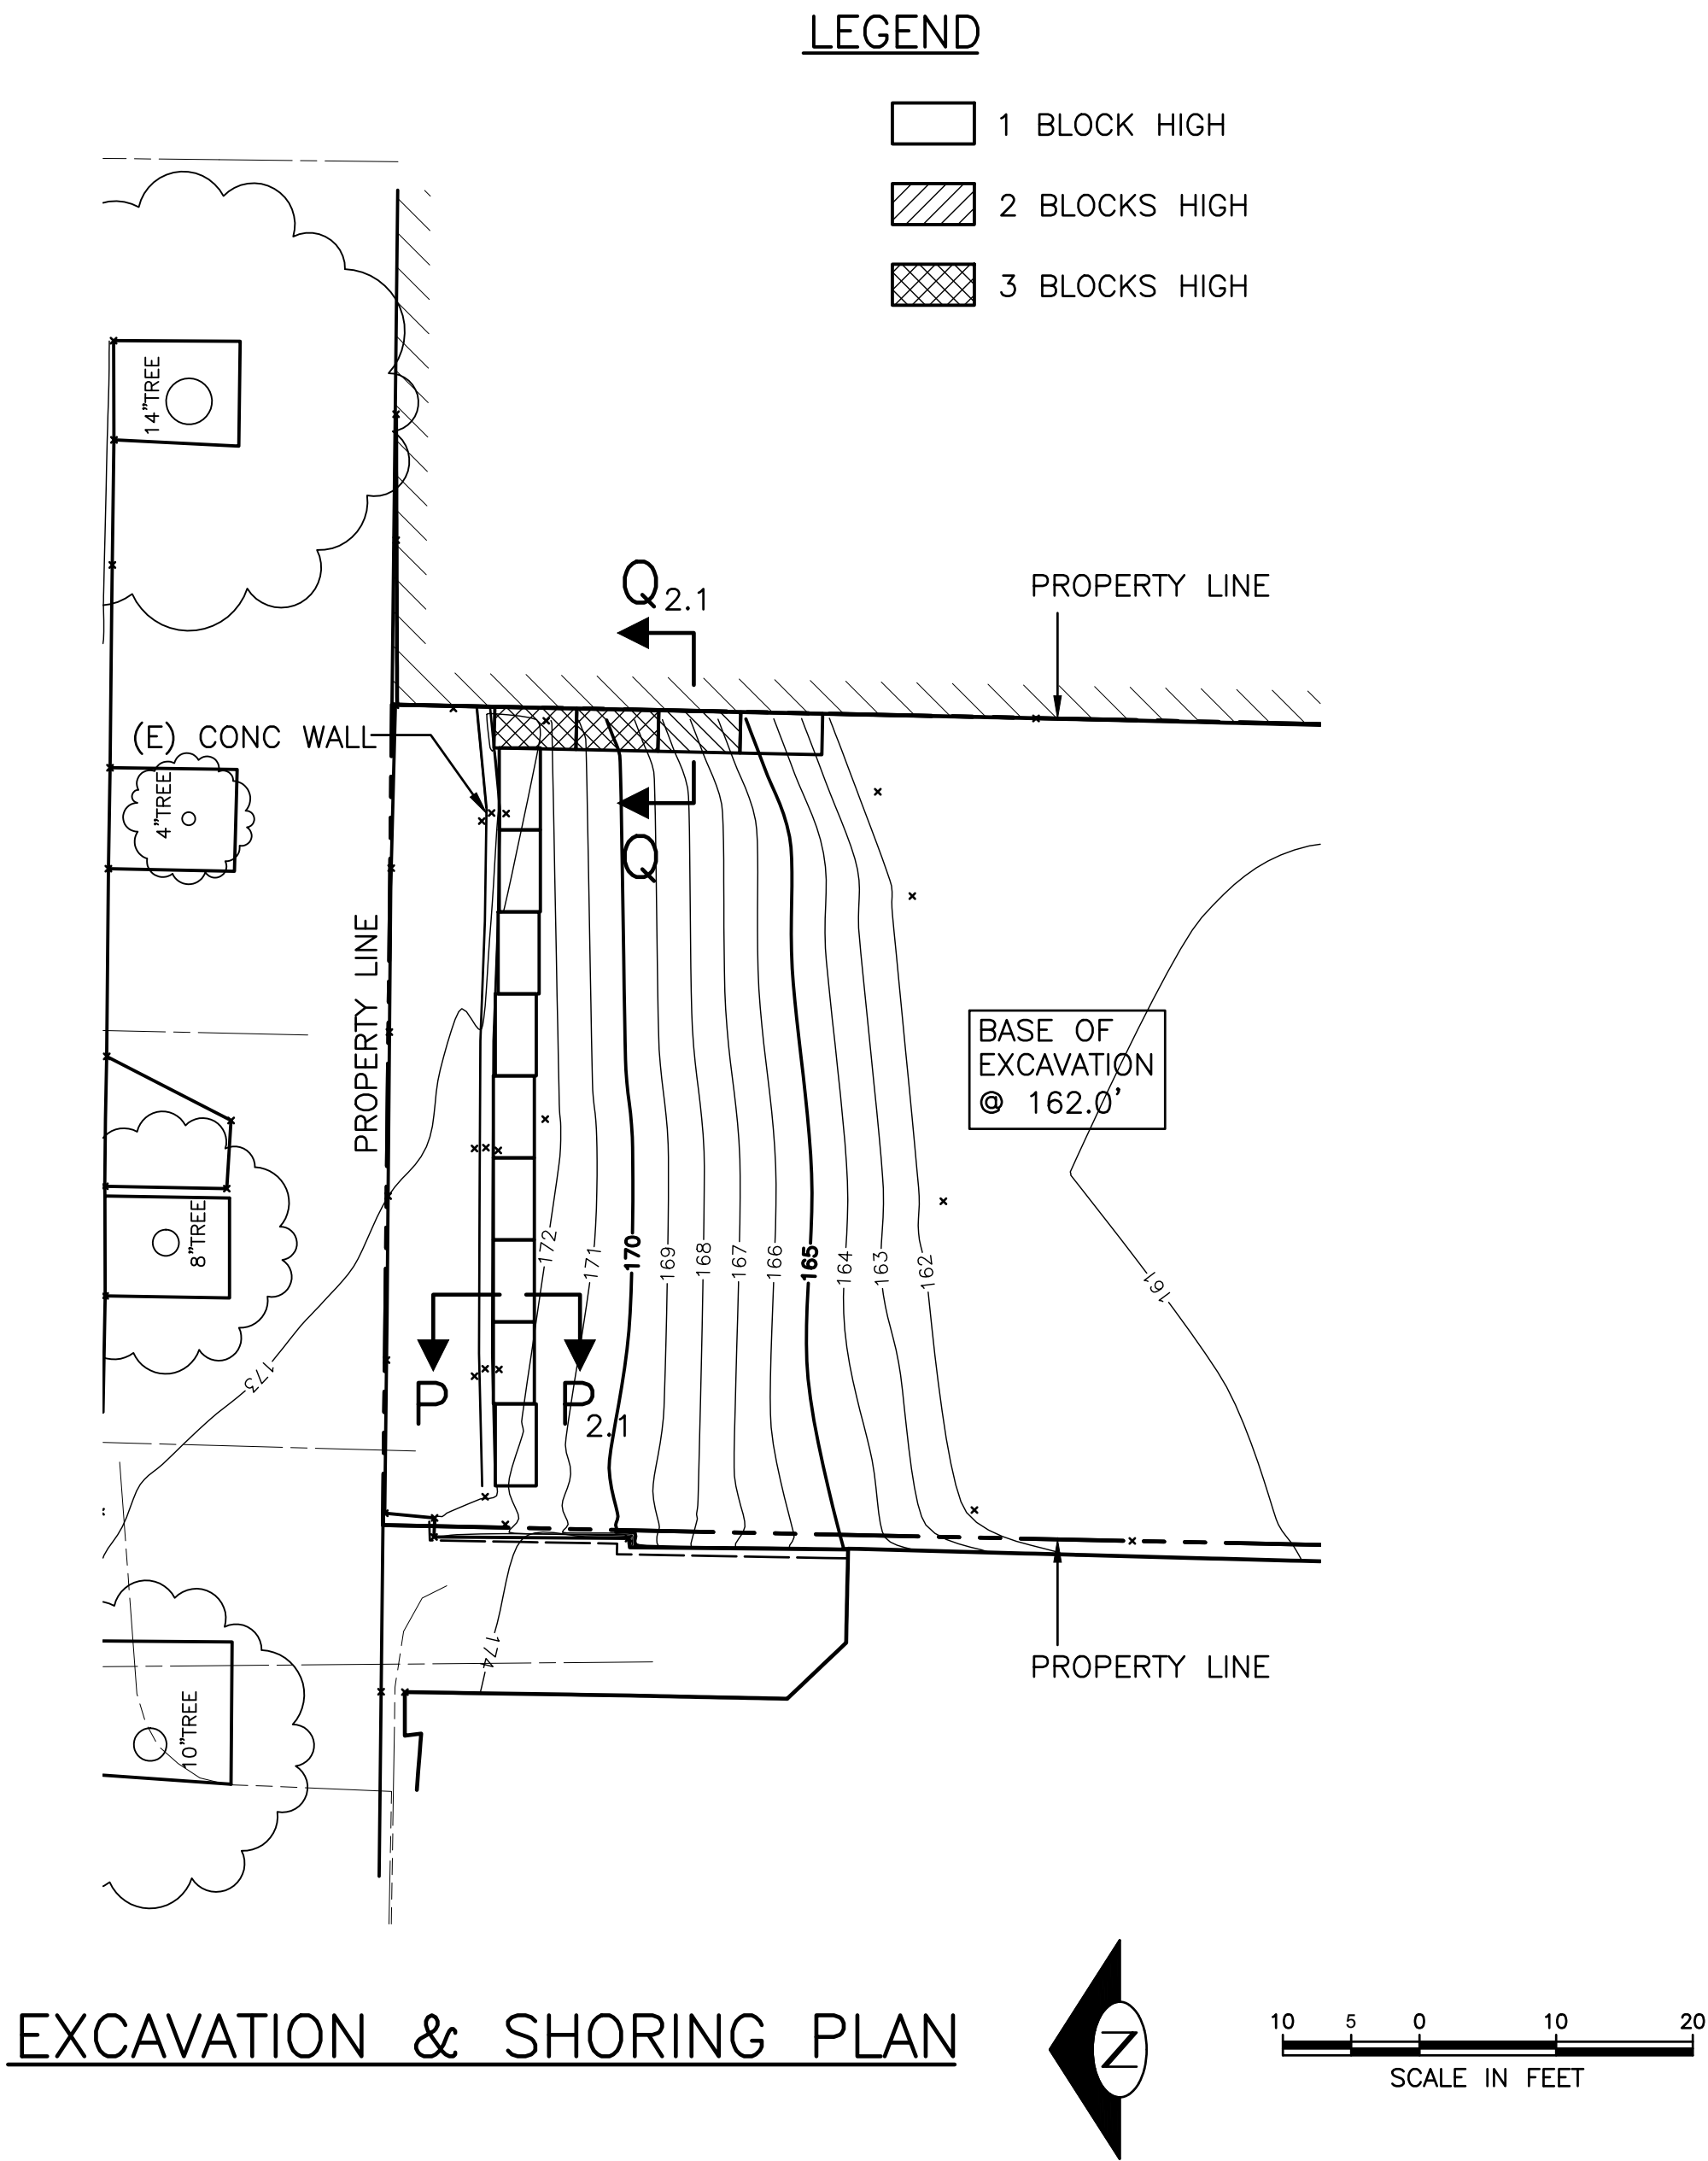 LEGEND
1 BLOCK HIGH
2 BLOCKS HIGH
3 BLOCKS HIGH
14"TREE
Q 2.1
PROPERTY LINE
(E) CONC WALL
4"TREE
Q
PROPERTY LINE
BASE OF
EXCAVATION
@ 162.0'
8"TREE
172
171
170
169
168
167
166
165
164
163
162
161
173
P
P 2.1
174
PROPERTY LINE
10"TREE
EXCAVATION & SHORING PLAN
Z
10 5 0 10 20
SCALE IN FEET